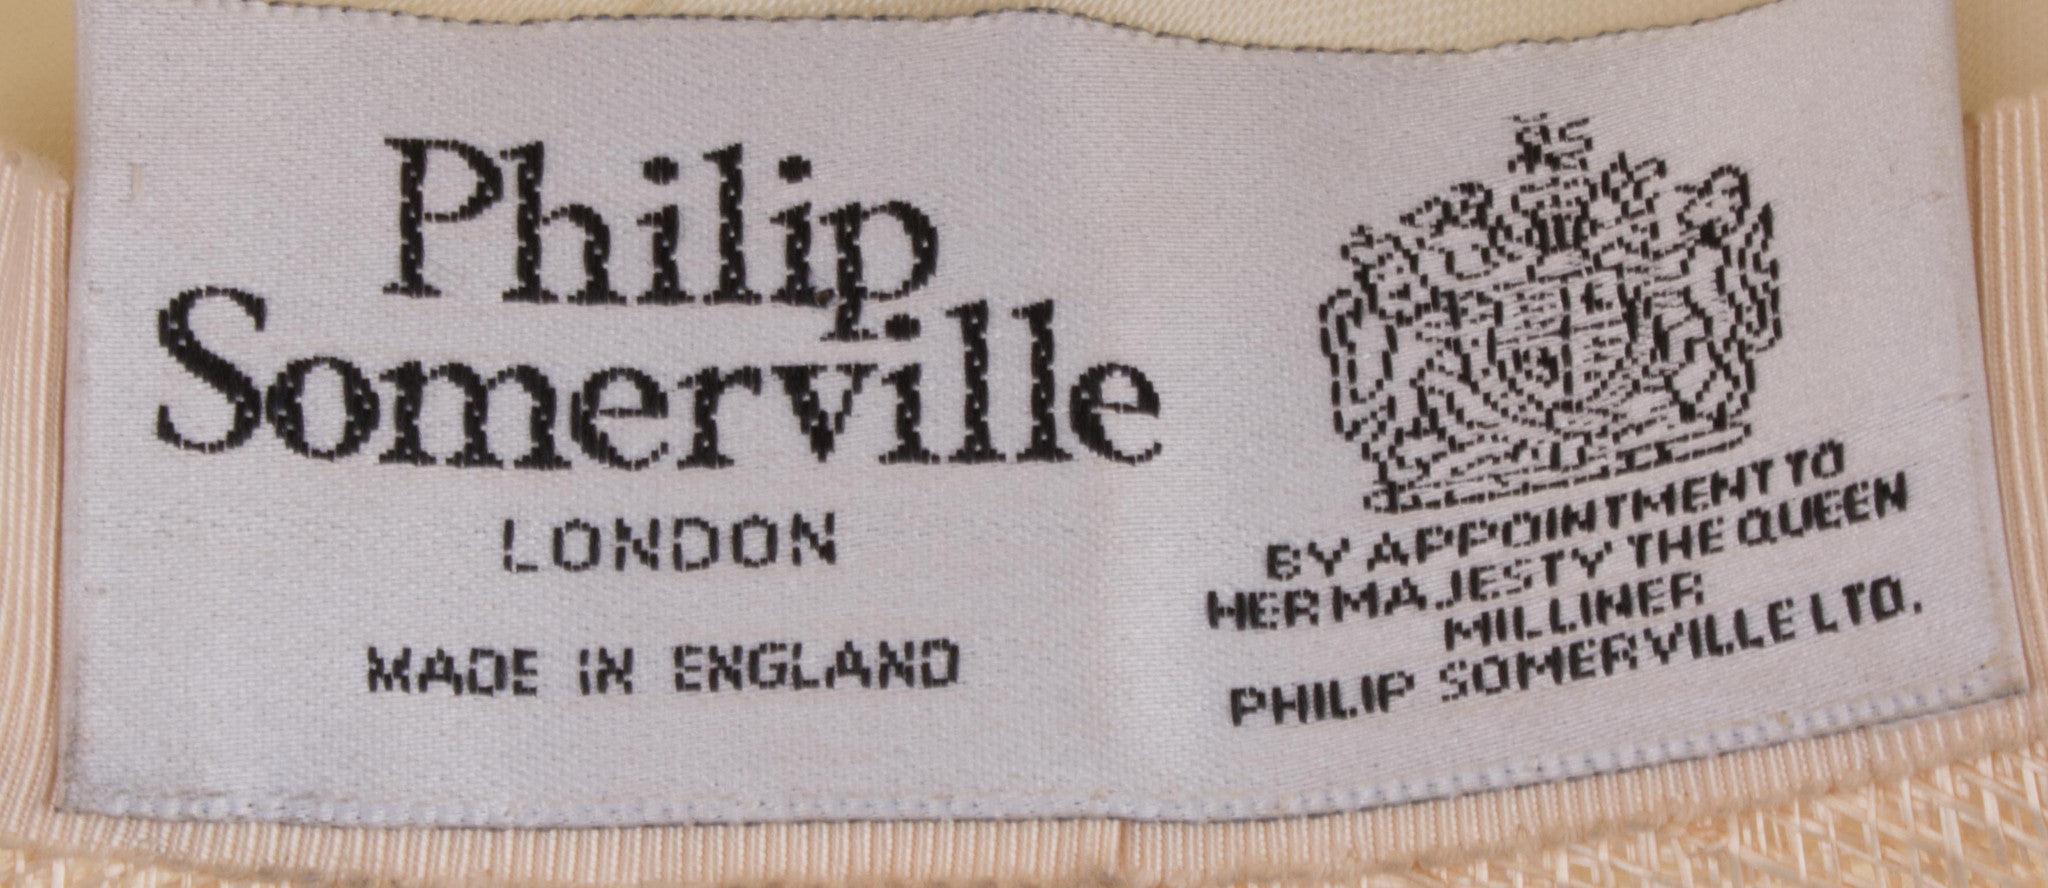 Philip
Somerville
LONDON
MADE IN ENGLAND
BY APPOINTMENT TO
HER MAJESTY THE QUEEN
MILLINER
PHILIP SOMERVILLE LTD.